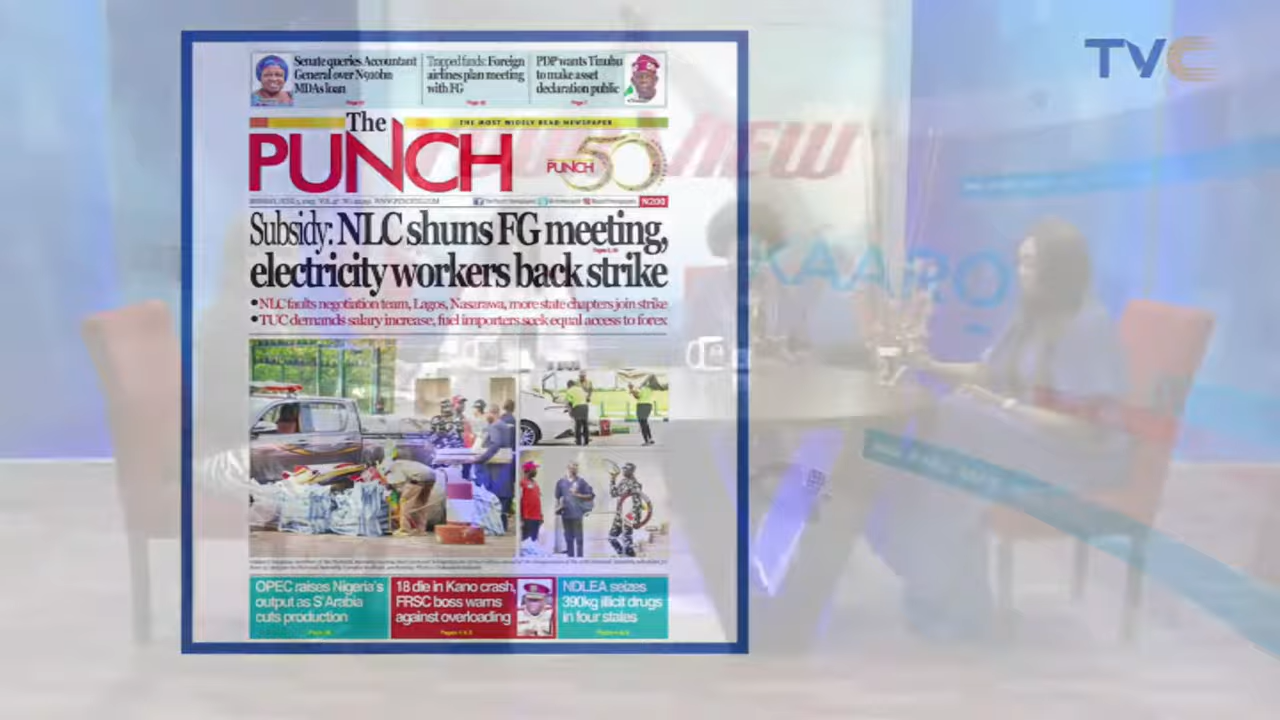 TVC
Senate queries Accountant
General over N910bn
MDAs loan
Trapped funds: Foreign
airlines plan meeting
with FG
PDP wants Tinubu
to make asset
declaration public
The
PUNCH
THE MOST WIDELY READ NEWSPAPER
PUNCH
50
N200
Subsidy: NLC shuns FG meeting,
electricity workers back strike
•NLC faults negotiation team, Lagos, Nasarawa, more state chapters join strike
•TUC demands salary increase, fuel importers seek equal access to forex
OPEC raises Nigeria's
output as S'Arabia
cuts production
18 die in Kano crash,
FRSC boss warns
against overloading
NDLEA seizes
390kg illicit drugs
in four states
KAARO